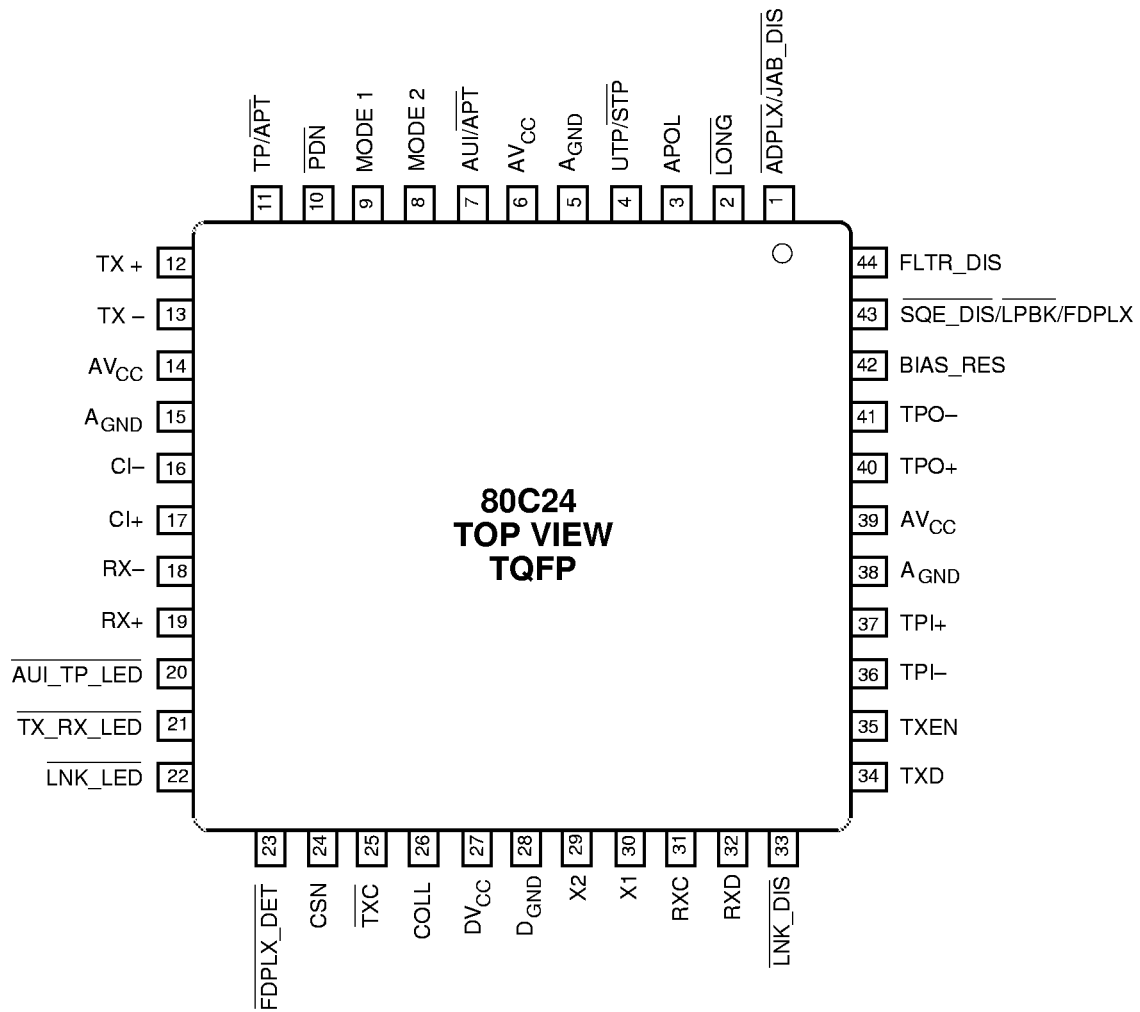 TP/APT
PDN
MODE 1
MODE 2
AUI/APT
AVCC
AGND
UTP/STP
APOL
LONG
ADPLX/JAB_DIS
11
10
9
8
7
6
5
4
3
2
1
TX + 12
TX – 13
AVCC 14
AGND 15
CI– 16
CI+ 17
RX– 18
RX+ 19
AUI_TP_LED 20
TX_RX_LED 21
LNK_LED 22
80C24
TOP VIEW
TQFP
44 FLTR_DIS
43 SQE_DIS/LPBK/FDPLX
42 BIAS_RES
41 TPO–
40 TPO+
39 AVCC
38 AGND
37 TPI+
36 TPI–
35 TXEN
34 TXD
23
24
25
26
27
28
29
30
31
32
33
FDPLX_DET
CSN
TXC
COLL
DVCC
DGND
X2
X1
RXC
RXD
LNK_DIS